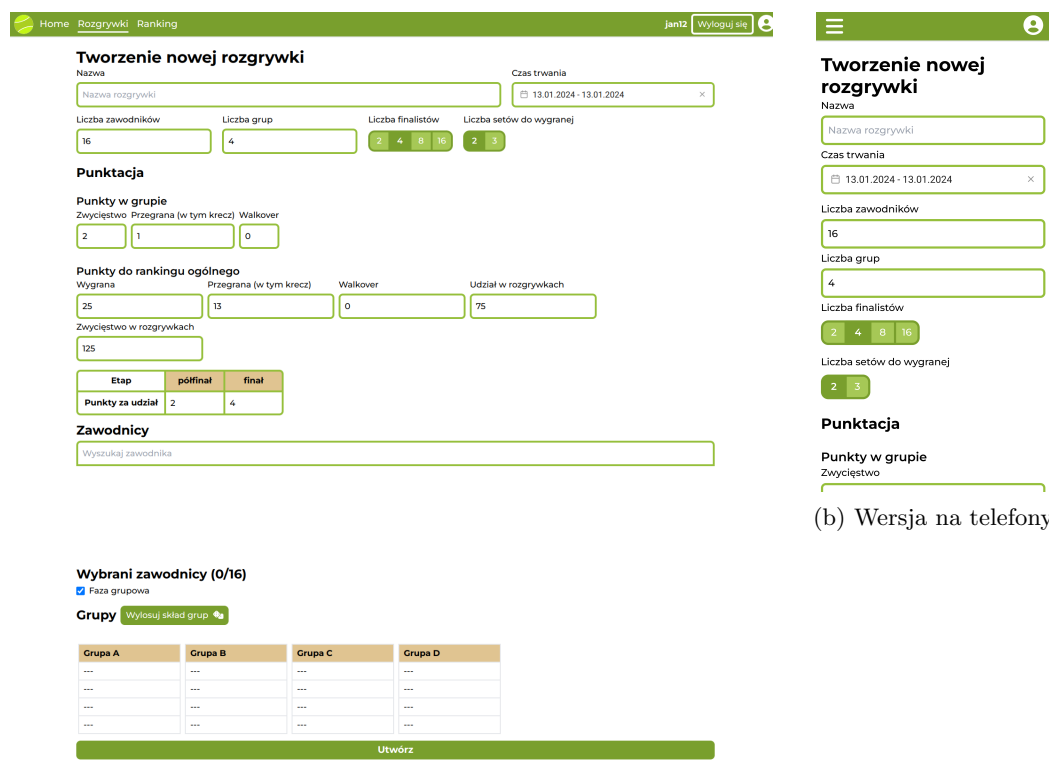 Home Rozgrywki Ranking jan12 Wyloguj się
Tworzenie nowej rozgrywki
Nazwa Czas trwania
Nazwa rozgrywki 13.01.2024 - 13.01.2024 ×
Liczba zawodników Liczba grup Liczba finalistów Liczba setów do wygranej
16 4 2 4 8 16 2 3
Punktacja
Punkty w grupie
Zwycięstwo Przegrana (w tym krecz) Walkover
2 1 0
Punkty do rankingu ogólnego
Wygrana Przegrana (w tym krecz) Walkover Udział w rozgrywkach
25 13 0 75
Zwycięstwo w rozgrywkach
125
Etap półfinał finał
Punkty za udział 2 4
Zawodnicy
Wyszukaj zawodnika
Wybrani zawodnicy (0/16)
Faza grupowa
Grupy Wylosuj skład grup
Grupa A Grupa B Grupa C Grupa D
--- --- --- ---
--- --- --- ---
--- --- --- ---
--- --- --- ---
Utwórz
Tworzenie nowej
rozgrywki
Nazwa
Nazwa rozgrywki
Czas trwania
13.01.2024 - 13.01.2024 ×
Liczba zawodników
16
Liczba grup
4
Liczba finalistów
2 4 8 16
Liczba setów do wygranej
2 3
Punktacja
Punkty w grupie
Zwycięstwo
(b) Wersja na telefony